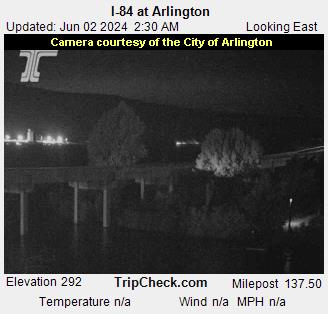 I-84 at Arlington
Updated: Jun 02 2024 2:30 AM Looking East
Camera courtesy of the City of Arlington
Elevation 292 TripCheck.com Milepost 137.50
Temperature n/a Wind n/a MPH n/a